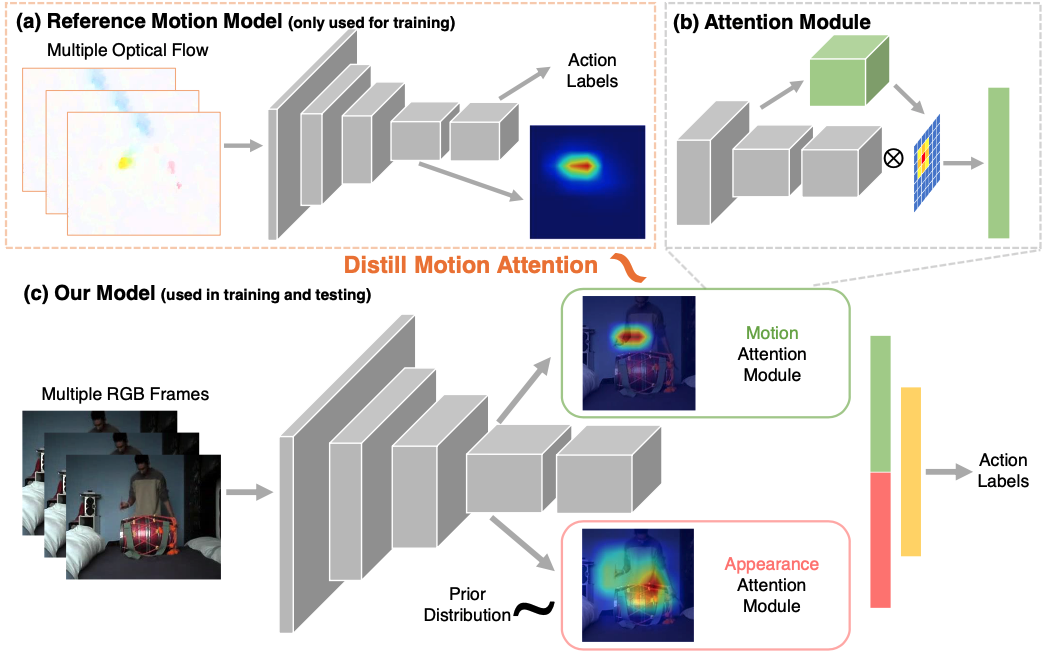 (a) Reference Motion Model (only used for training)
Multiple Optical Flow
Action
Labels
(b) Attention Module
⊗
Distill Motion Attention ~
(c) Our Model (used in training and testing)
Multiple RGB Frames
Motion
Attention
Module
Appearance
Attention
Module
Prior
Distribution ~
Action
Labels